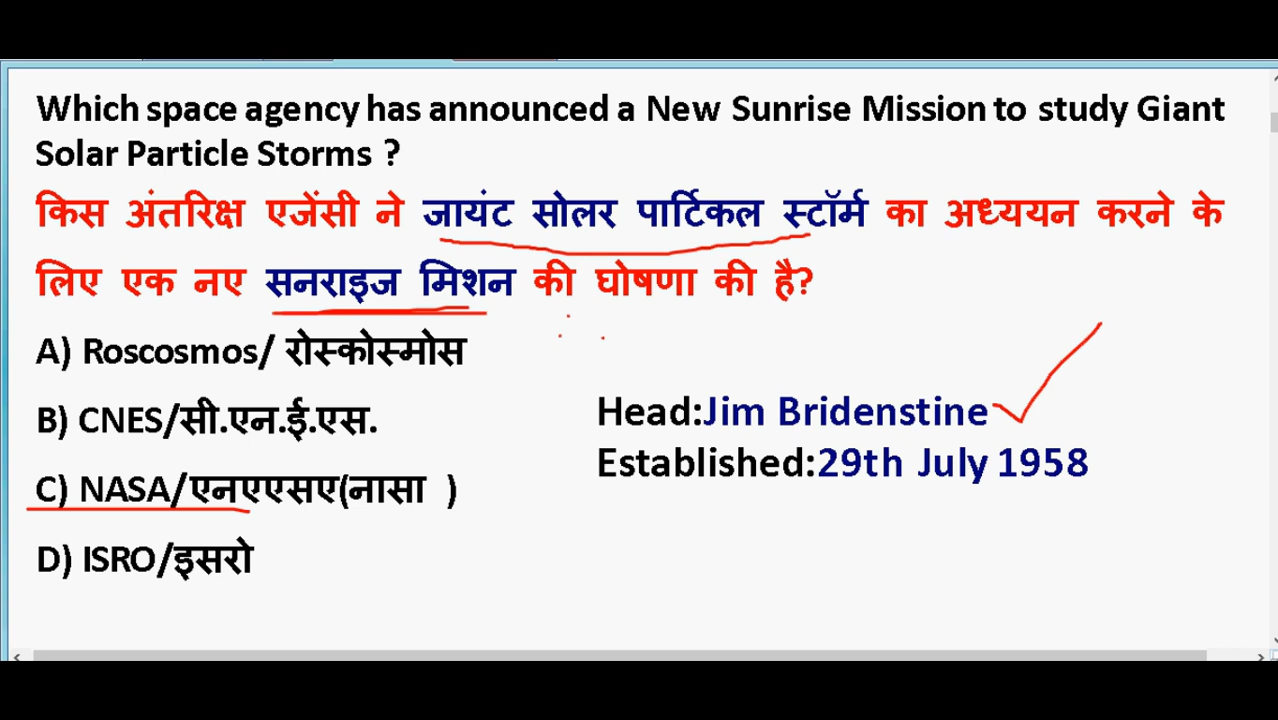 Which space agency has announced a New Sunrise Mission to study Giant
Solar Particle Storms ?
किस अंतरिक्ष एजेंसी ने जायंट सोलर पार्टिकल स्टॉर्म का अध्ययन करने के
लिए एक नए सनराइज मिशन की घोषणा की है?
A) Roscosmos/ रोस्कोस्मोस
B) CNES/सी.एन.ई.एस.
C) NASA/एनएएसए(नासा )
D) ISRO/इसरो
Head:Jim Bridenstine
Established:29th July 1958